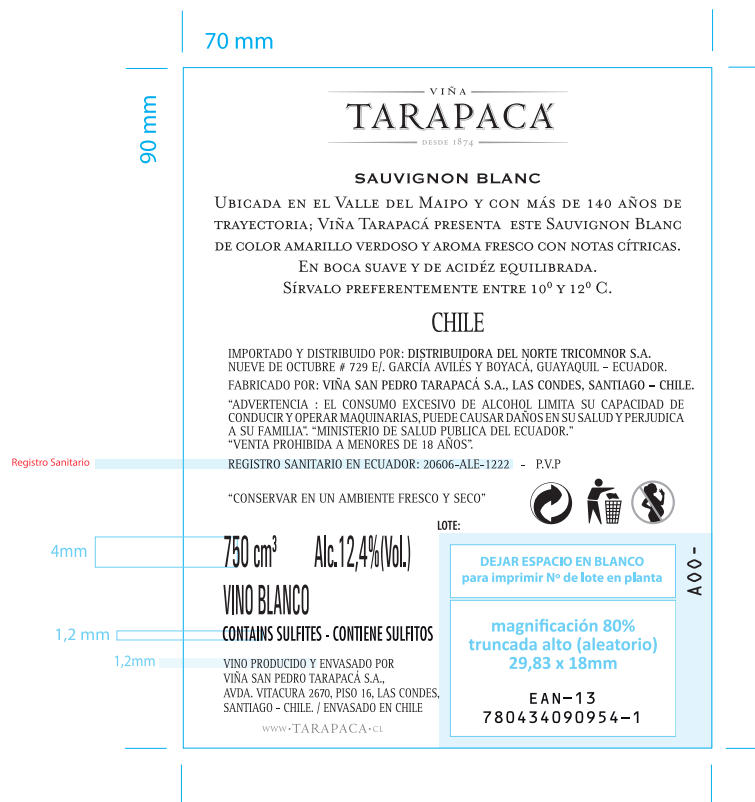 70 mm
90 mm
VIÑA
TARAPACÁ
DESDE 1874
SAUVIGNON BLANC
UBICADA EN EL VALLE DEL MAIPO Y CON MÁS DE 140 AÑOS DE
TRAYECTORIA; VIÑA TARAPACÁ PRESENTA ESTE SAUVIGNON BLANC
DE COLOR AMARILLO VERDOSO Y AROMA FRESCO CON NOTAS CÍTRICAS.
EN BOCA SUAVE Y DE ACIDÉZ EQUILIBRADA.
SÍRVALO PREFERENTEMENTE ENTRE 10º Y 12º C.
CHILE
IMPORTADO Y DISTRIBUIDO POR: DISTRIBUIDORA DEL NORTE TRICOMNOR S.A.
NUEVE DE OCTUBRE # 729 E/. GARCÍA AVILÉS Y BOYACÁ, GUAYAQUIL – ECUADOR.
FABRICADO POR: VIÑA SAN PEDRO TARAPACÁ S.A., LAS CONDES, SANTIAGO – CHILE.
“ADVERTENCIA : EL CONSUMO EXCESIVO DE ALCOHOL LIMITA SU CAPACIDAD DE
CONDUCIR Y OPERAR MAQUINARIAS, PUEDE CAUSAR DAÑOS EN SU SALUD Y PERJUDICA
A SU FAMILIA”. “MINISTERIO DE SALUD PUBLICA DEL ECUADOR.”
“VENTA PROHIBIDA A MENORES DE 18 AÑOS”.
Registro Sanitario
REGISTRO SANITARIO EN ECUADOR: 20606-ALE-1222 - P.V.P
“CONSERVAR EN UN AMBIENTE FRESCO Y SECO”
LOTE:
4mm
750 cm³ Alc.12,4%(Vol.)
DEJAR ESPACIO EN BLANCO
para imprimir Nº de lote en planta
A00-
VINO BLANCO
1,2 mm
CONTAINS SULFITES - CONTIENE SULFITOS
magnificación 80%
truncada alto (aleatorio)
29,83 x 18mm
1,2mm
VINO PRODUCIDO Y ENVASADO POR
VIÑA SAN PEDRO TARAPACÁ S.A.,
AVDA. VITACURA 2670, PISO 16, LAS CONDES,
SANTIAGO - CHILE. / ENVASADO EN CHILE
EAN-13
780434090954-1
WWW·TARAPACA·CL